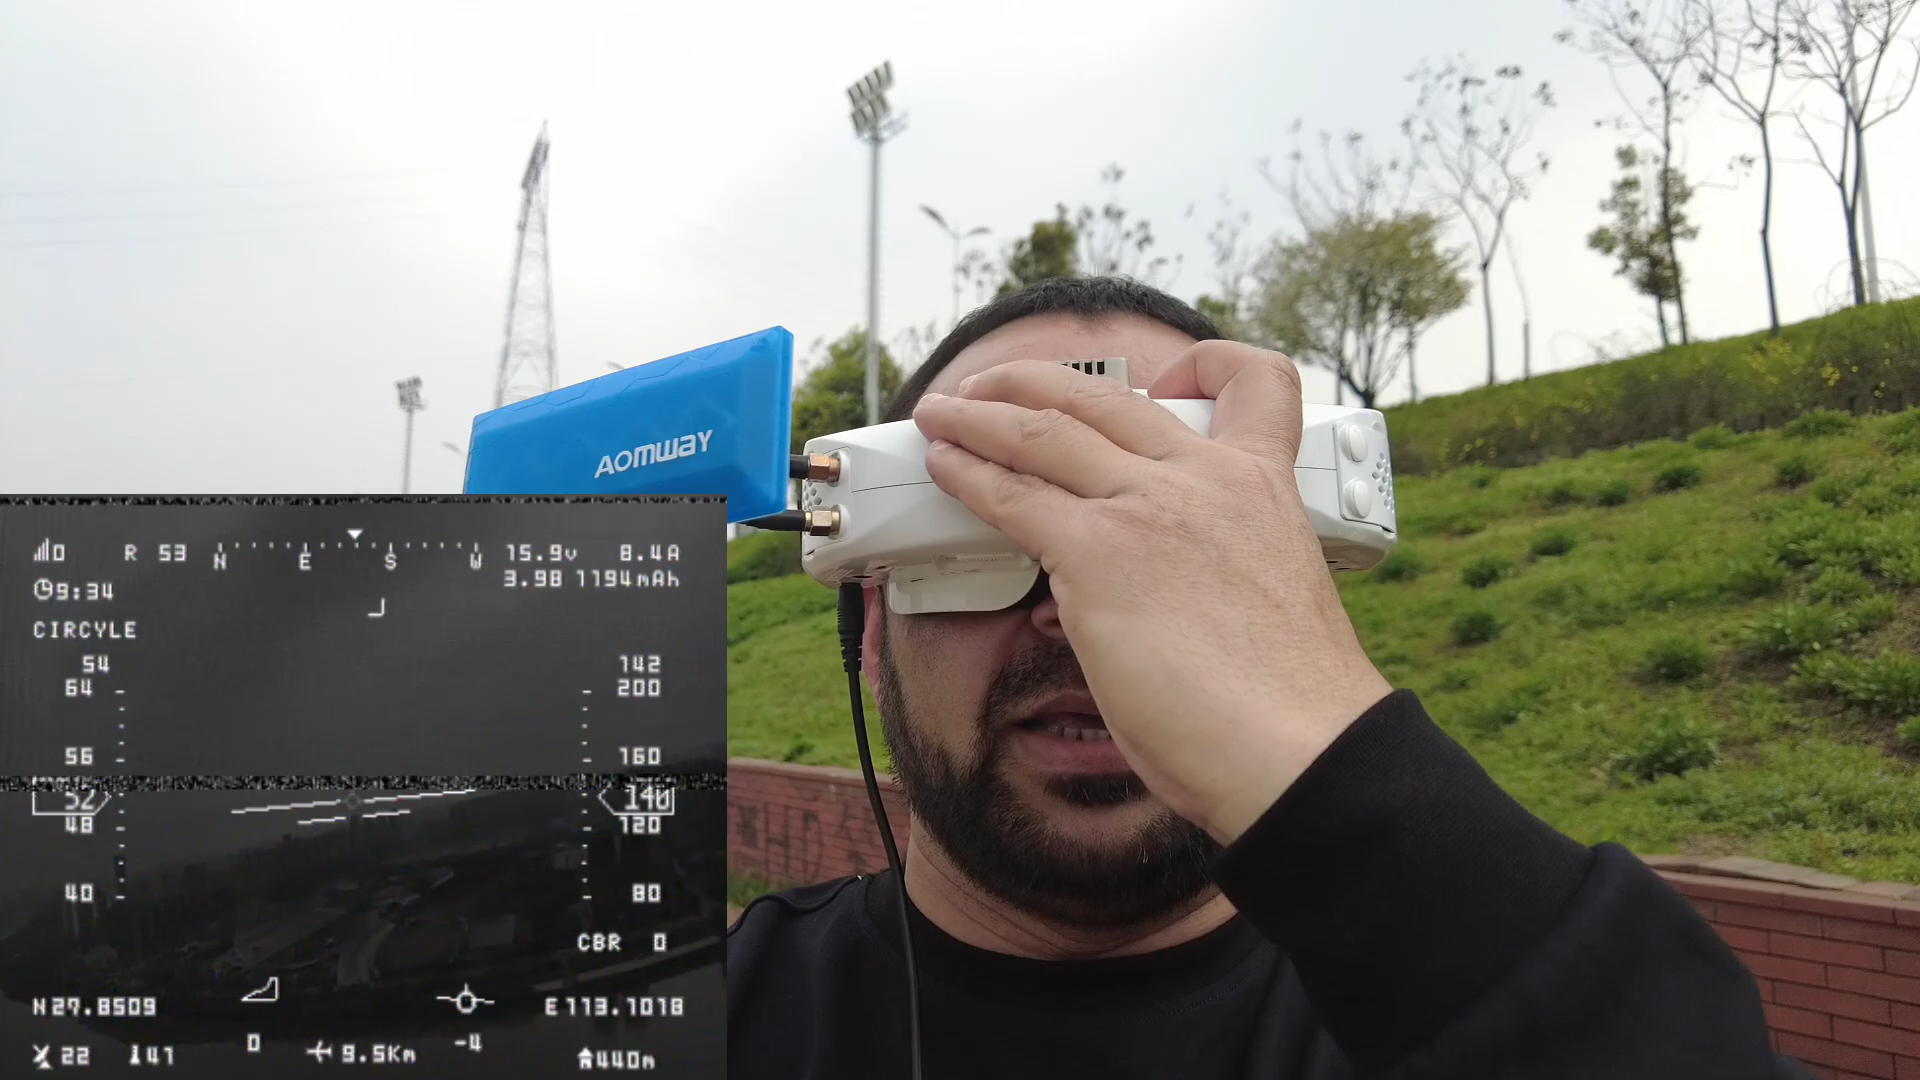 AOMWAY
0 R 53 N E S W 15.9v 8.4A
3.98 1194mAh
9:34
CIRCYLE
54 142
64 200
56 160
52 140
48 120
40 80
CBR 0
N27.8509 E113.1018
22 141 0 9.5Km -4 440m